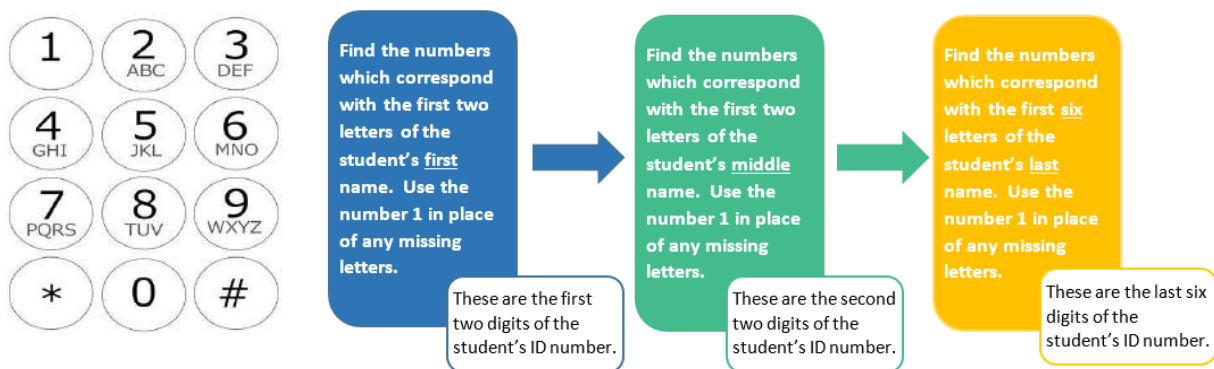 1
2
ABC
3
DEF
4
GHI
5
JKL
6
MNO
7
PQRS
8
TUV
9
WXYZ
*
0
#
Find the numbers
which correspond
with the first two
letters of the
student's first
name. Use the
number 1 in place
of any missing
letters.
These are the first
two digits of the
student's ID number.
Find the numbers
which correspond
with the first two
letters of the
student's middle
name. Use the
number 1 in place
of any missing
letters.
These are the second
two digits of the
student's ID number.
Find the numbers
which correspond
with the first six
letters of the
student's last
name. Use the
number 1 in place
of any missing
letters.
These are the last six
digits of the
student's ID number.